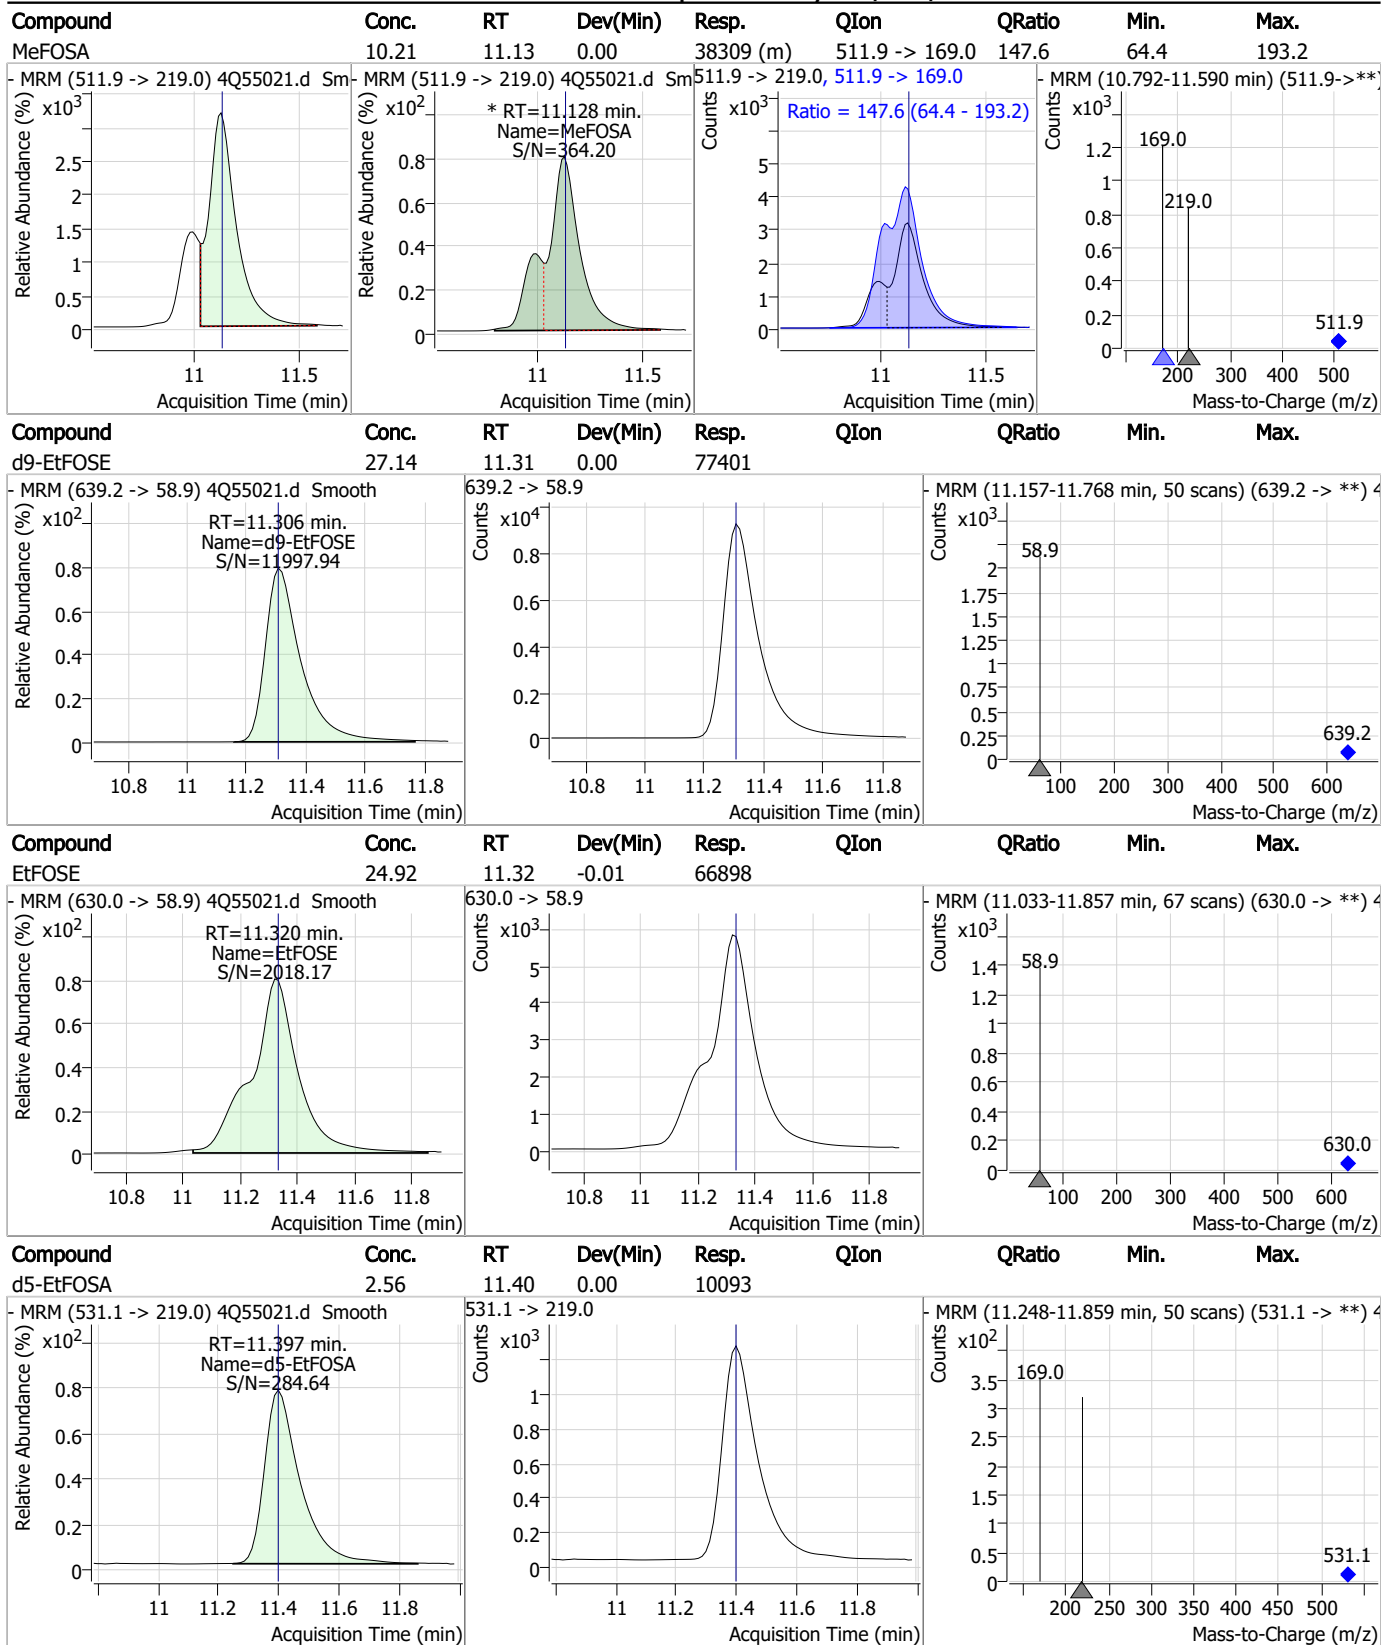 Compound Conc. RT Dev(Min) Resp. QIon QRatio Min. Max.
MeFOSA 10.21 11.13 0.00 38309 (m) 511.9 -> 169.0 147.6 64.4 193.2
- MRM (511.9 -> 219.0) 4Q55021.d Sm
Relative Abundance (%)
x10³
2.5
2
1.5
1
0.5
0
11 11.5
Acquisition Time (min)
- MRM (511.9 -> 219.0) 4Q55021.d Sm
Relative Abundance (%)
x10²
* RT=11.128 min.
Name=MeFOSA
S/N=364.20
0.8
0.6
0.4
0.2
0
11 11.5
Acquisition Time (min)
511.9 -> 219.0, 511.9 -> 169.0
Counts
x10³
Ratio = 147.6 (64.4 - 193.2)
5
4
3
2
1
0
11 11.5
Acquisition Time (min)
- MRM (10.792-11.590 min) (511.9->**)
Counts
x10³
169.0
219.0
511.9
1.2
1
0.8
0.6
0.4
0.2
0
200 300 400 500
Mass-to-Charge (m/z)
Compound Conc. RT Dev(Min) Resp. QIon QRatio Min. Max.
d9-EtFOSE 27.14 11.31 0.00 77401
- MRM (639.2 -> 58.9) 4Q55021.d Smooth
Relative Abundance (%)
x10²
RT=11.306 min.
Name=d9-EtFOSE
S/N=11997.94
0.8
0.6
0.4
0.2
0
10.8 11 11.2 11.4 11.6 11.8
Acquisition Time (min)
639.2 -> 58.9
Counts
x10⁴
0.8
0.6
0.4
0.2
0
10.8 11 11.2 11.4 11.6 11.8
Acquisition Time (min)
- MRM (11.157-11.768 min, 50 scans) (639.2 -> **) 4
Counts
x10³
58.9
639.2
2
1.75
1.5
1.25
1
0.75
0.5
0.25
0
100 200 300 400 500 600
Mass-to-Charge (m/z)
Compound Conc. RT Dev(Min) Resp. QIon QRatio Min. Max.
EtFOSE 24.92 11.32 -0.01 66898
- MRM (630.0 -> 58.9) 4Q55021.d Smooth
Relative Abundance (%)
x10²
RT=11.320 min.
Name=EtFOSE
S/N=2018.17
0.8
0.6
0.4
0.2
0
10.8 11 11.2 11.4 11.6 11.8
Acquisition Time (min)
630.0 -> 58.9
Counts
x10³
5
4
3
2
1
0
10.8 11 11.2 11.4 11.6 11.8
Acquisition Time (min)
- MRM (11.033-11.857 min, 67 scans) (630.0 -> **) 4
Counts
x10³
58.9
630.0
1.4
1.2
1
0.8
0.6
0.4
0.2
0
100 200 300 400 500 600
Mass-to-Charge (m/z)
Compound Conc. RT Dev(Min) Resp. QIon QRatio Min. Max.
d5-EtFOSA 2.56 11.40 0.00 10093
- MRM (531.1 -> 219.0) 4Q55021.d Smooth
Relative Abundance (%)
x10²
RT=11.397 min.
Name=d5-EtFOSA
S/N=284.64
0.8
0.6
0.4
0.2
0
11 11.2 11.4 11.6 11.8
Acquisition Time (min)
531.1 -> 219.0
Counts
x10³
1
0.8
0.6
0.4
0.2
0
11 11.2 11.4 11.6 11.8
Acquisition Time (min)
- MRM (11.248-11.859 min, 50 scans) (531.1 -> **) 4
Counts
x10²
169.0
531.1
3.5
3
2.5
2
1.5
1
0.5
0
200 250 300 350 400 450 500
Mass-to-Charge (m/z)